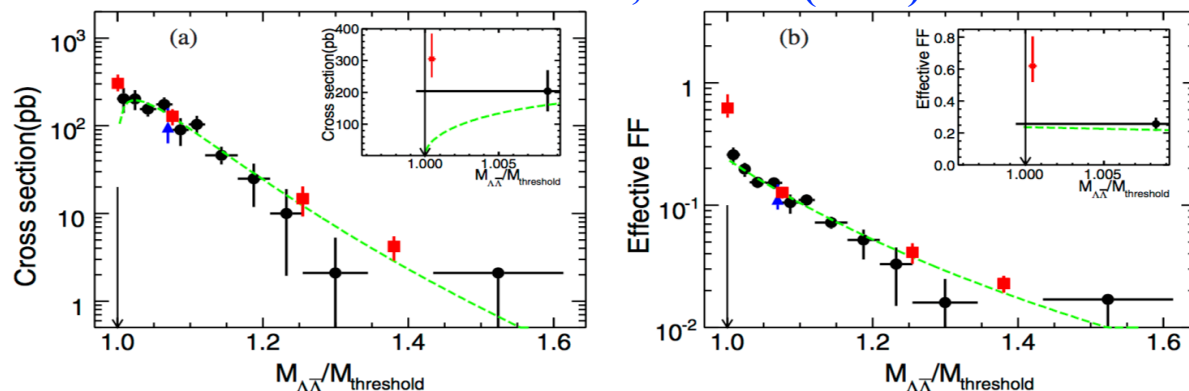 (a)
Cross section(pb)
10³
10²
10
1
1.0
1.2
1.4
1.6
M_ΛΛ̅/M_threshold
Cross section(pb)
400
300
200
100
1.000
1.005
M_ΛΛ̅/M_threshold
(b)
Effective FF
1
10⁻¹
10⁻²
1.0
1.2
1.4
1.6
M_ΛΛ̅/M_threshold
Effective FF
0.8
0.6
0.4
0.2
0.0
1.000
1.005
M_ΛΛ̅/M_threshold